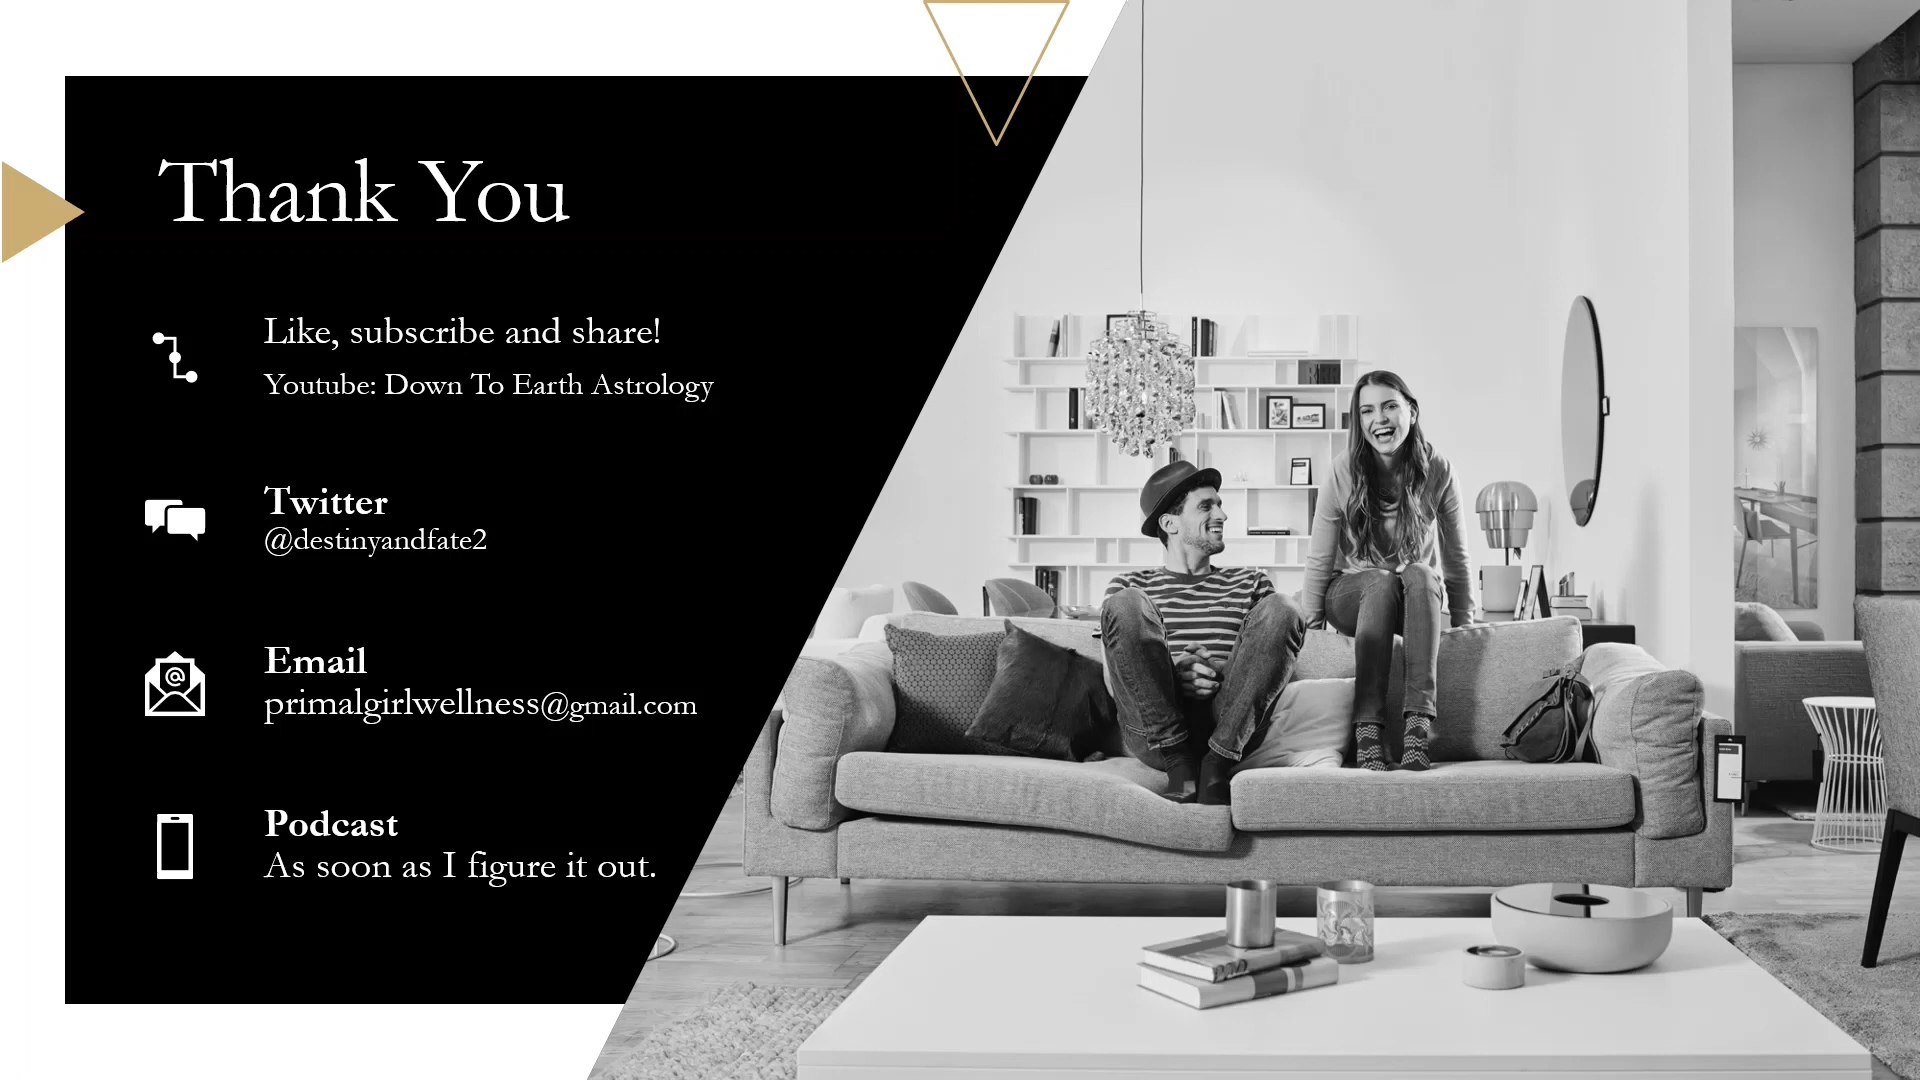 Thank You
Like, subscribe and share!
Youtube: Down To Earth Astrology
Twitter
@destinyandfate2
Email
primalgirlwellness@gmail.com
Podcast
As soon as I figure it out.